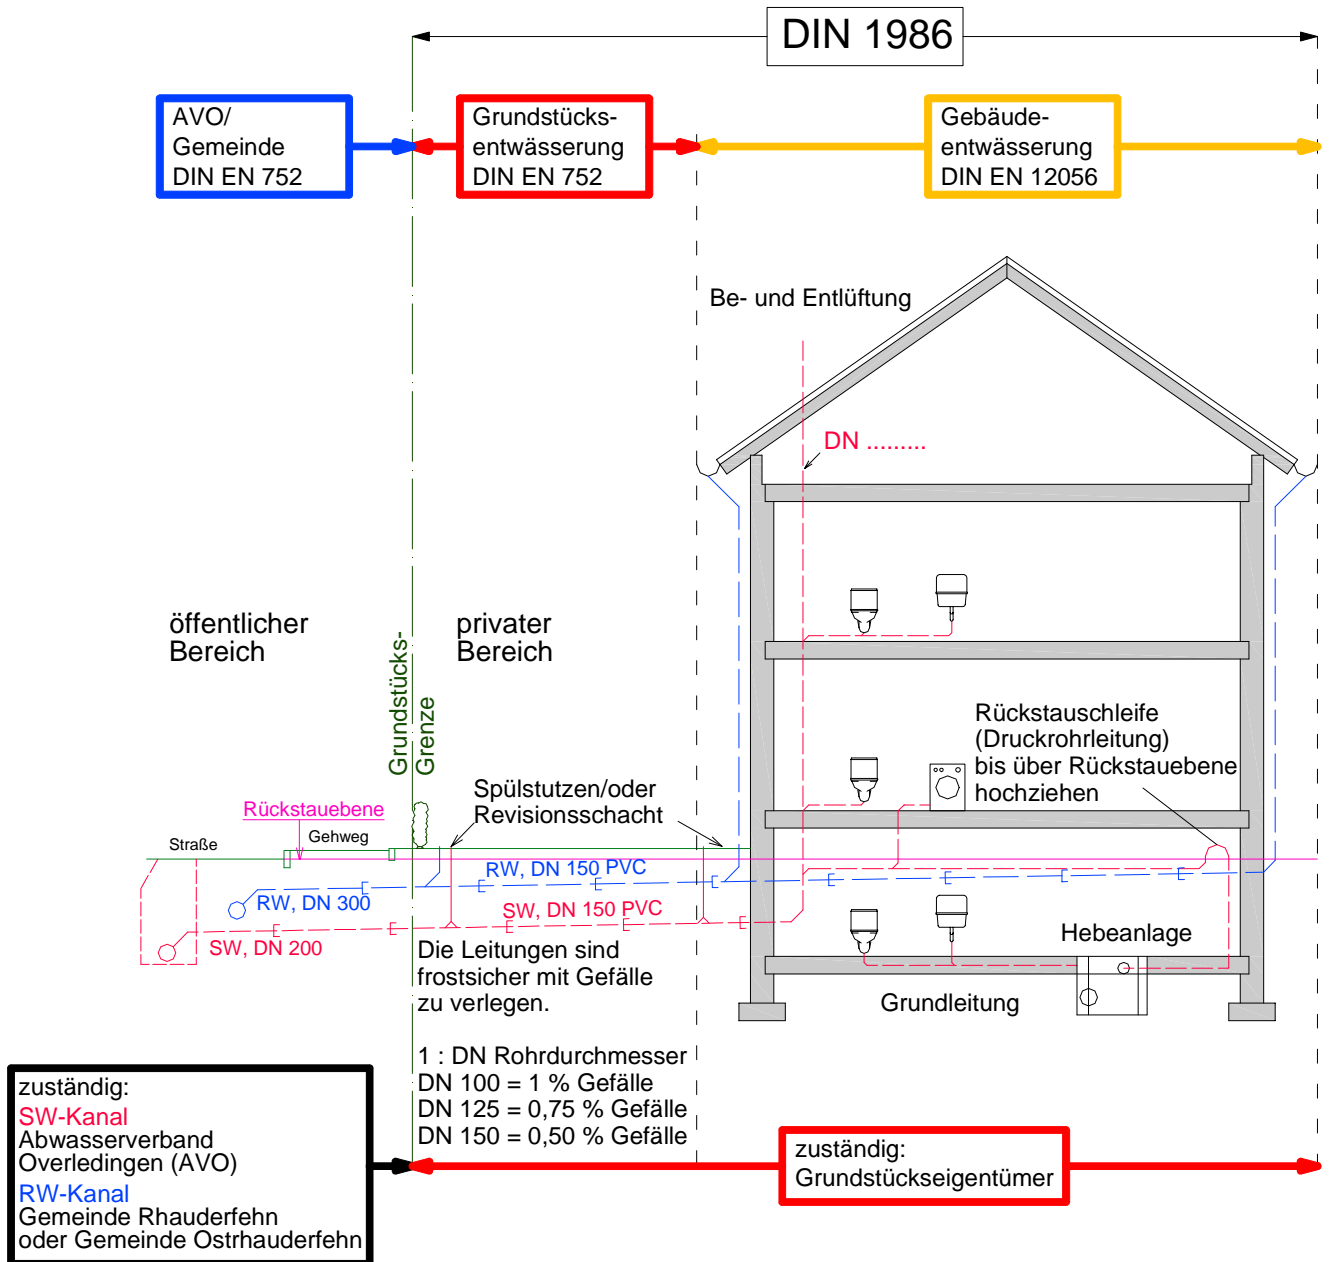 DIN 1986
AVO/
Gemeinde
DIN EN 752
Grundstücks-
entwässerung
DIN EN 752
Gebäude-
entwässerung
DIN EN 12056
Be- und Entlüftung
DN .........
öffentlicher
Bereich
Grundstücks-
Grenze
privater
Bereich
Rückstauschleife
(Druckrohrleitung)
bis über Rückstauebene
hochziehen
Spülstutzen/oder
Revisionsschacht
Rückstauebene
Straße
Gehweg
RW, DN 150 PVC
RW, DN 300
SW, DN 150 PVC
SW, DN 200
Hebeanlage
Grundleitung
Die Leitungen sind
frostsicher mit Gefälle
zu verlegen.
1 : DN Rohrdurchmesser
DN 100 = 1 % Gefälle
DN 125 = 0,75 % Gefälle
DN 150 = 0,50 % Gefälle
zuständig:
SW-Kanal
Abwasserverband
Overledingen (AVO)
RW-Kanal
Gemeinde Rhauderfehn
oder Gemeinde Ostrhauderfehn
zuständig:
Grundstückseigentümer